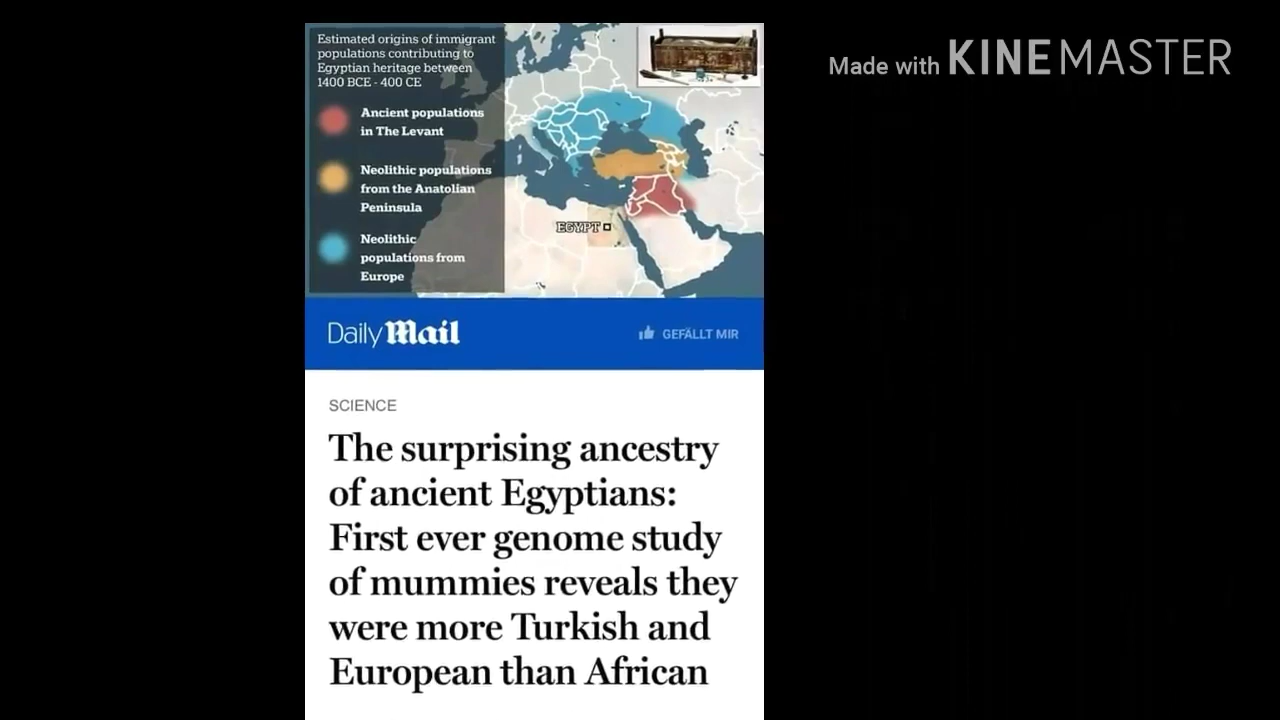 Estimated origins of immigrant
populations contributing to
Egyptian heritage between
1400 BCE - 400 CE
Ancient populations
in The Levant
Neolithic populations
from the Anatolian
Peninsula
Neolithic
populations from
Europe
EGYPT
Made with KINEMASTER
Daily Mail
GEFÄLLT MIR
SCIENCE
The surprising ancestry
of ancient Egyptians:
First ever genome study
of mummies reveals they
were more Turkish and
European than African